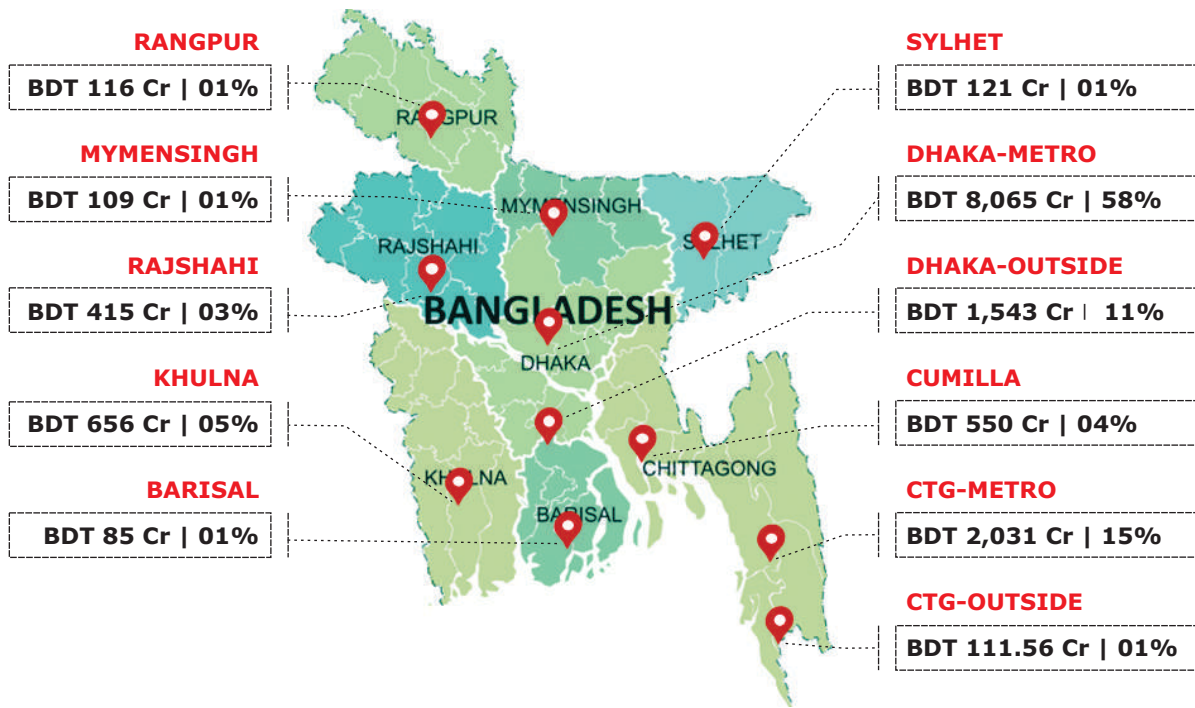 RANGPUR
BDT 116 Cr | 01%
MYMENSINGH
BDT 109 Cr | 01%
RAJSHAHI
BDT 415 Cr | 03%
KHULNA
BDT 656 Cr | 05%
BARISAL
BDT 85 Cr | 01%
RANGPUR
MYMENSINGH
RAJSHAHI
SYLHET
BANGLADESH
DHAKA
KHULNA
CHITTAGONG
BARISAL
SYLHET
BDT 121 Cr | 01%
DHAKA-METRO
BDT 8,065 Cr | 58%
DHAKA-OUTSIDE
BDT 1,543 Cr | 11%
CUMILLA
BDT 550 Cr | 04%
CTG-METRO
BDT 2,031 Cr | 15%
CTG-OUTSIDE
BDT 111.56 Cr | 01%